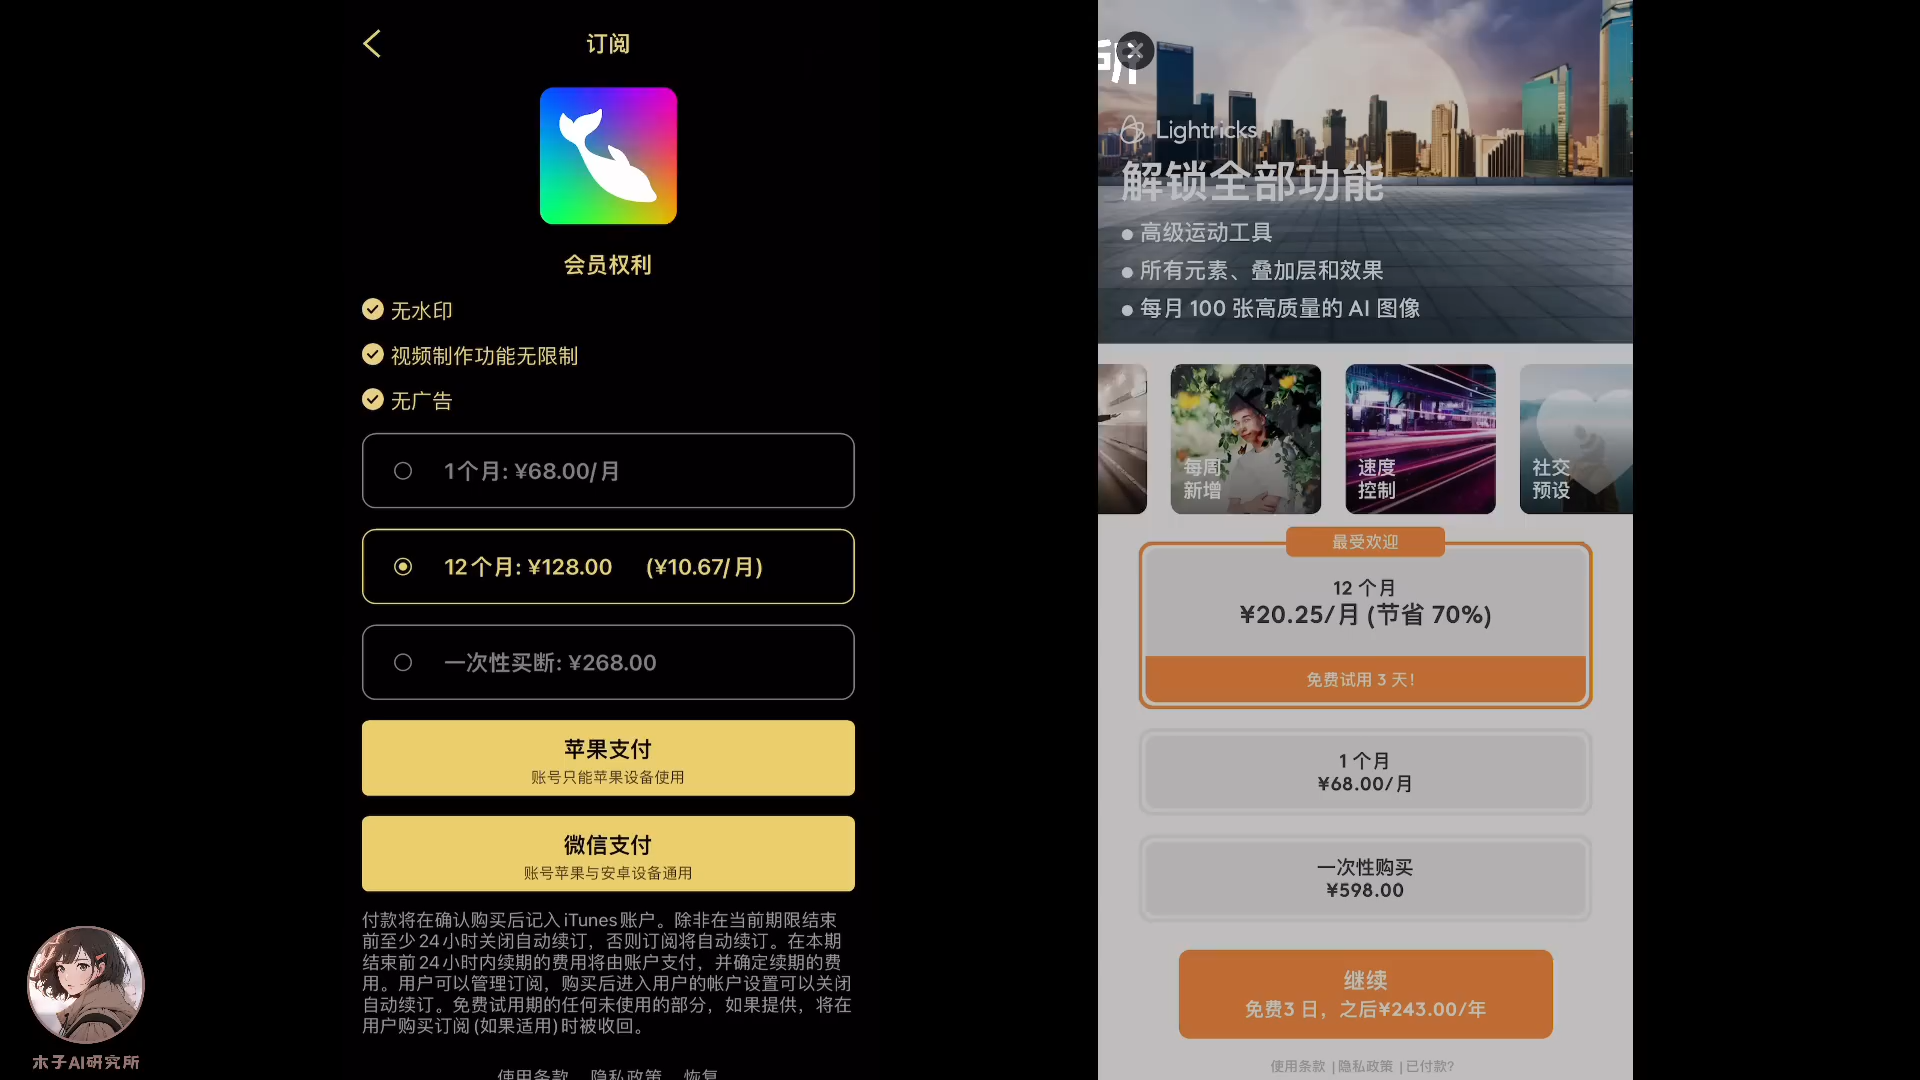 订阅
会员权利
无水印
视频制作功能无限制
无广告
1个月: ¥68.00/月
12个月: ¥128.00 (¥10.67/月)
一次性买断: ¥268.00
苹果支付
账号只能苹果设备使用
微信支付
账号苹果与安卓设备通用
付款将在确认购买后记入iTunes账户。除非在当前期限结束
前至少24小时关闭自动续订，否则订阅将自动续订。在本期
结束前24小时内续期的费用将由账户支付，并确定续期的费
用。用户可以管理订阅，购买后进入用户的帐户设置可以关闭
自动续订。免费试用期的任何未使用的部分，如果提供，将在
用户购买订阅(如果适用)时被收回。
使用条款 隐私政策 恢复
木子AI研究所
所
Lightricks
解锁全部功能
● 高级运动工具
● 所有元素、叠加层和效果
● 每月 100 张高质量的 AI 图像
每周
新增
速度
控制
社交
预设
最受欢迎
12 个月
¥20.25/月 (节省 70%)
免费试用 3 天!
1 个月
¥68.00/月
一次性购买
¥598.00
继续
免费3 日，之后¥243.00/年
使用条款 | 隐私政策 | 已付款?